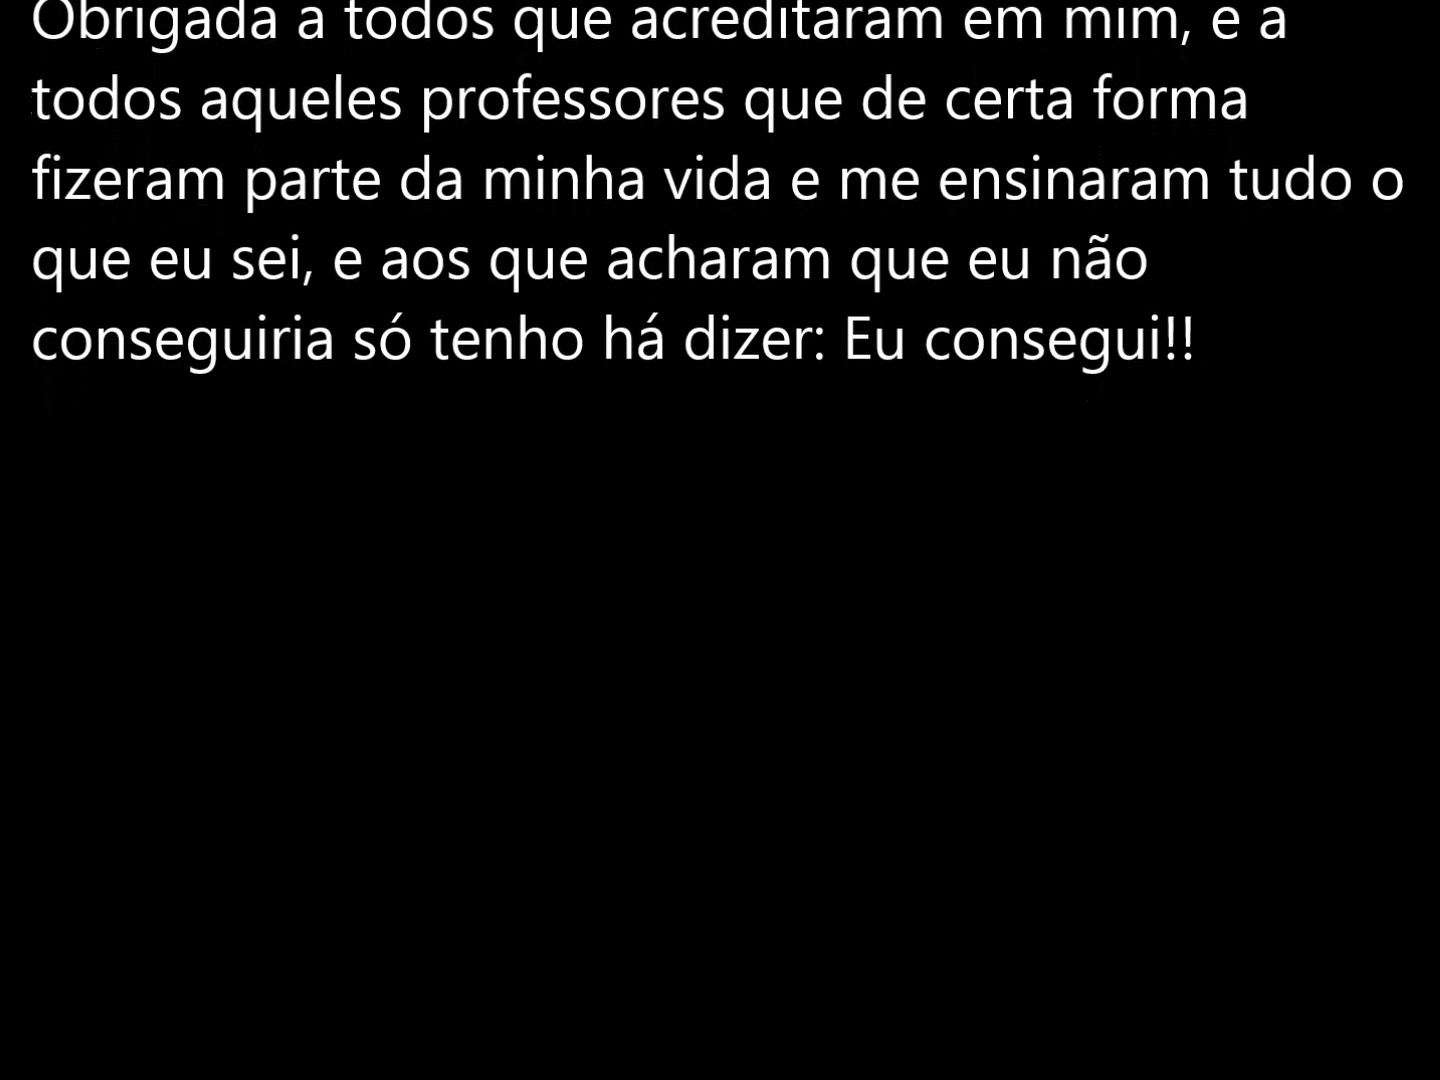 Obrigada a todos que acreditaram em mim, e a
todos aqueles professores que de certa forma
fizeram parte da minha vida e me ensinaram tudo o
que eu sei, e aos que acharam que eu não
conseguiria só tenho há dizer: Eu consegui!!